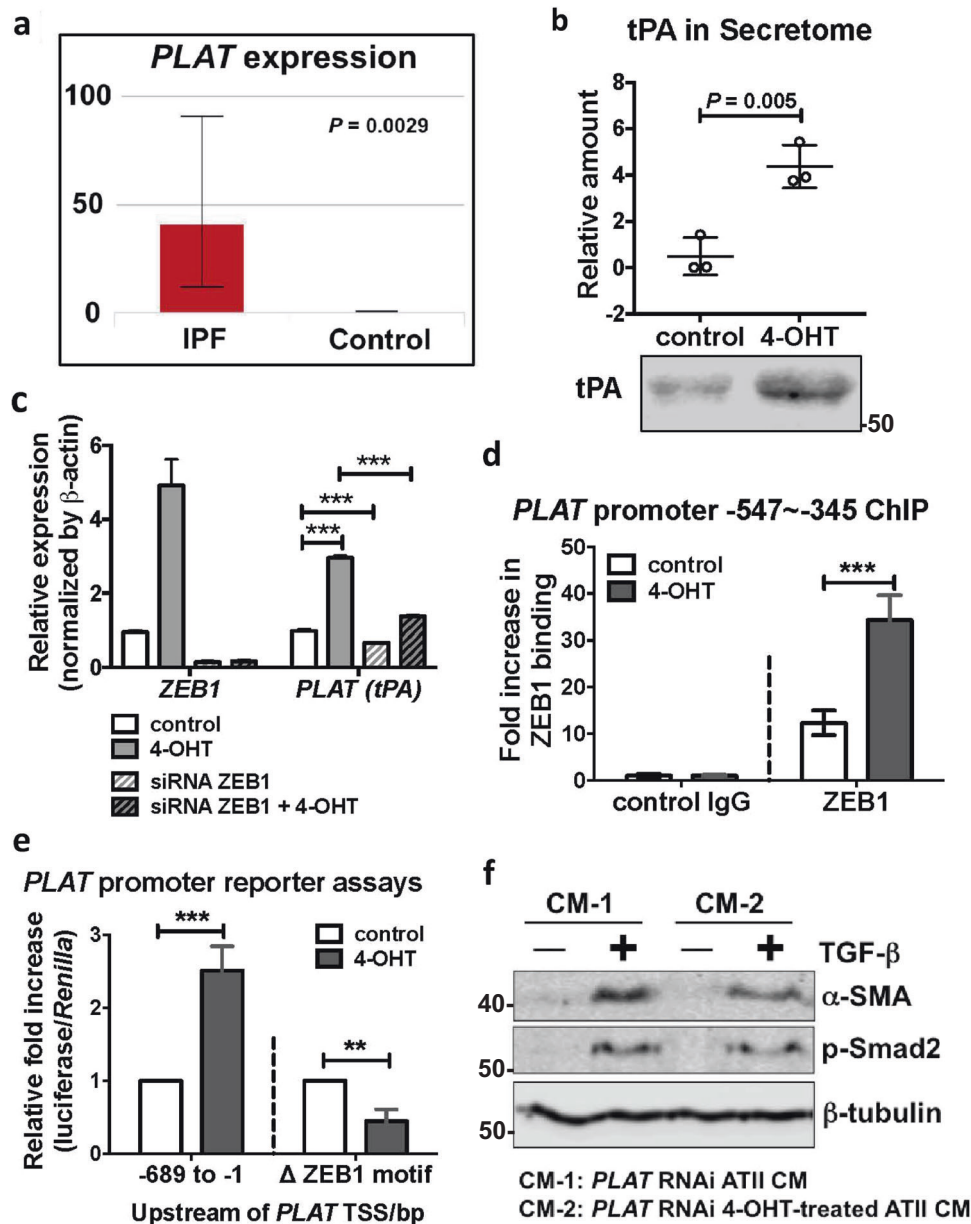 a
PLAT expression
100
P = 0.0029
50
0
IPF
Control
b
tPA in Secretome
8
P = 0.005
6
4
2
0
-2
Relative amount
control
4-OHT
tPA
-50
c
Relative expression
(normalized by β-actin)
6
4
2
0
***
***
***
ZEB1
PLAT (tPA)
control
4-OHT
siRNA ZEB1
siRNA ZEB1 + 4-OHT
d
PLAT promoter -547~-345 ChIP
Fold increase in
ZEB1 binding
50
40
30
20
10
0
control
4-OHT
***
control IgG
ZEB1
e
PLAT promoter reporter assays
Relative fold increase
(luciferase/Renilla)
3
2
1
0
***
**
control
4-OHT
-689 to -1
Δ ZEB1 motif
Upstream of PLAT TSS/bp
f
CM-1
CM-2
— + — + TGF-β
40
α-SMA
50
p-Smad2
50
β-tubulin
CM-1: PLAT RNAi ATII CM
CM-2: PLAT RNAi 4-OHT-treated ATII CM